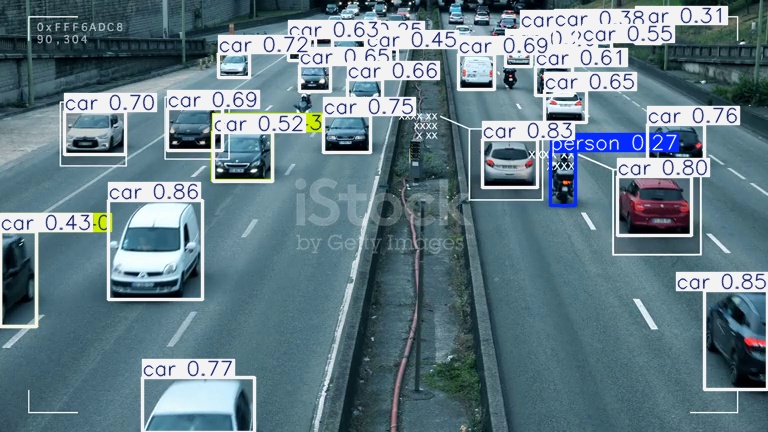 0xFFF6ADC8
90,304
car 0.31
car 0.38
car 0.55
car 0.72
car 0.63
car 0.45
car 0.69
car 0.61
car 0.65
car 0.66
car 0.65
car 0.70
car 0.69
car 0.75
car 0.76
car 0.52
car 0.83
person 0.27
car 0.80
car 0.86
iStock
by Getty Images
car 0.43
car 0.85
car 0.77